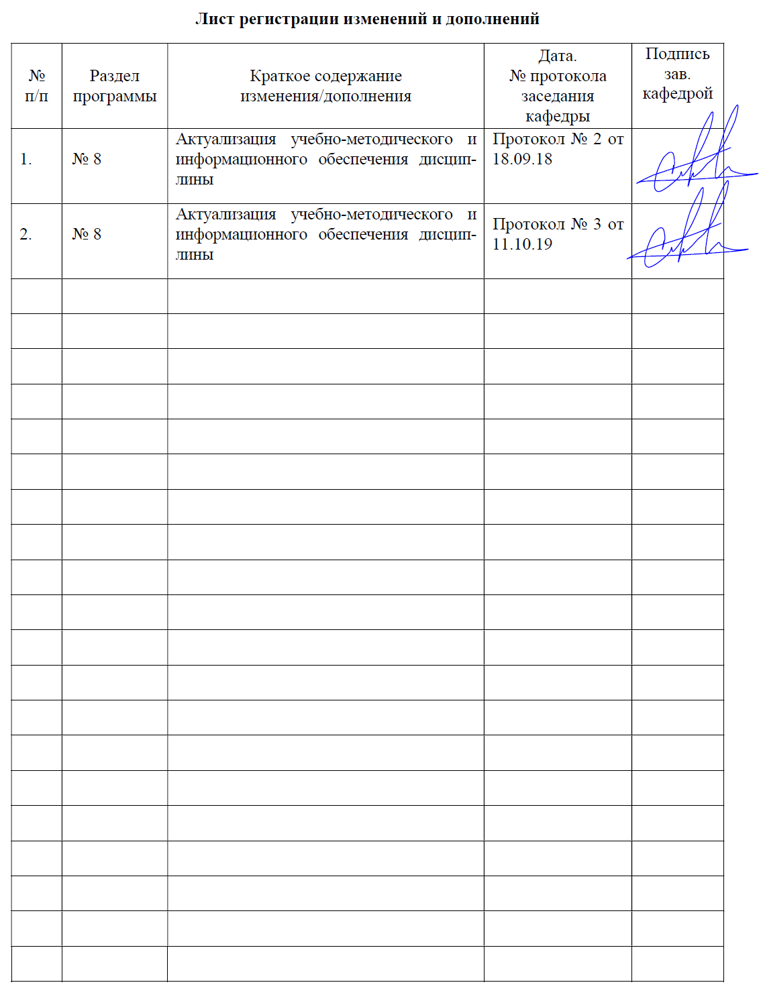 Лист регистрации изменений и дополнений
№
п/п
Раздел
программы
Краткое содержание
изменения/дополнения
Дата.
№ протокола
заседания
кафедры
Подпись
зав.
кафедрой
1.
№ 8
Актуализация учебно-методического и
информационного обеспечения дисцип-
лины
Протокол № 2 от
18.09.18
2.
№ 8
Актуализация учебно-методического и
информационного обеспечения дисцип-
лины
Протокол № 3 от
11.10.19